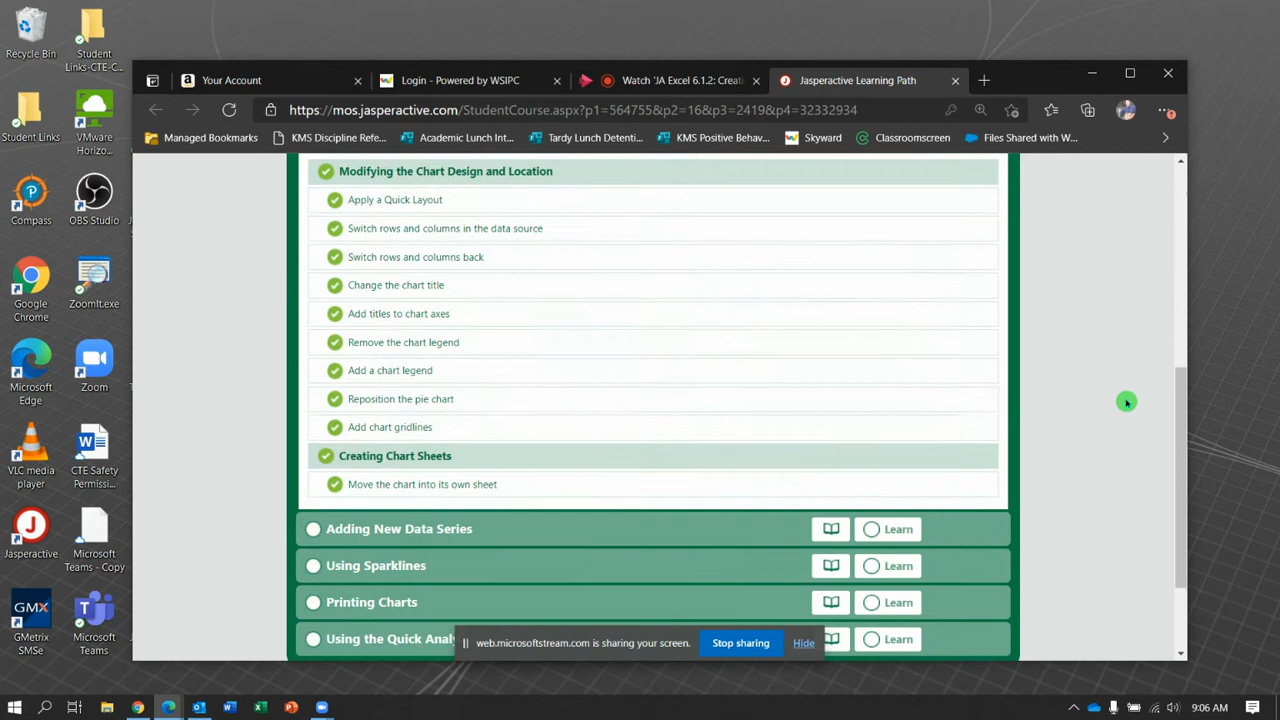 Recycle Bin
Student
Links-CTE-C...
Student Links
VMware
Horizo...
Compass
OBS Studio
Google
Chrome
ZoomIt.exe
Microsoft
Edge
Zoom
VLC media
player
CTE Safety
Permissi...
Jasperactive
Microsoft
Teams - Copy
GMetrix
SMSe
Microsoft
Teams
Your Account
Login - Powered by WSIPC
Watch 'JA Excel 6.1.2: Creati
Jasperactive Learning Path
https://mos.jasperactive.com/StudentCourse.aspx?p1=564755&p2=16&p3=2419&p4=32332934
Managed Bookmarks
KMS Discipline Refe...
Academic Lunch Int...
Tardy Lunch Detenti...
KMS Positive Behav...
Skyward
Classroomscreen
Files Shared with W...
Modifying the Chart Design and Location
Apply a Quick Layout
Switch rows and columns in the data source
Switch rows and columns back
Change the chart title
Add titles to chart axes
Remove the chart legend
Add a chart legend
Reposition the pie chart
Add chart gridlines
Creating Chart Sheets
Move the chart into its own sheet
Adding New Data Series Learn
Using Sparklines Learn
Printing Charts Learn
Using the Quick Analy Learn
web.microsoftstream.com is sharing your screen. Stop sharing Hide
9:06 AM